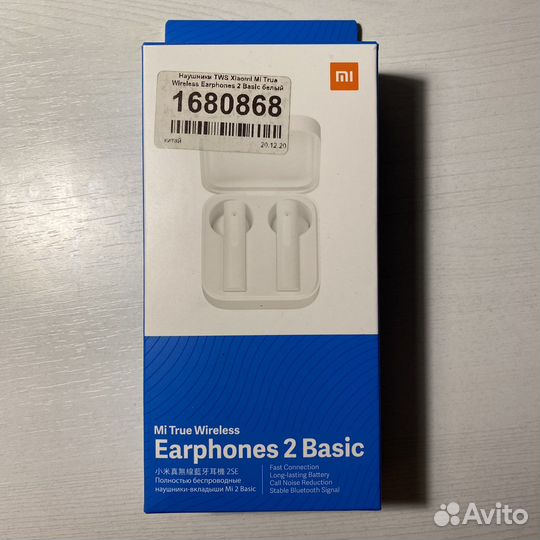 Наушники TWS Xiaomi Mi True
Wireless Earphones 2 Basic белый
1680868
китай 20.12.20
mi
Mi True Wireless
Earphones 2 Basic
小米真無線藍牙耳機 2SE
Полностью беспроводные
наушники-вкладыши Mi 2 Basic
Fast Connection
Long-lasting Battery
Call Noise Reduction
Stable Bluetooth Signal
Avito